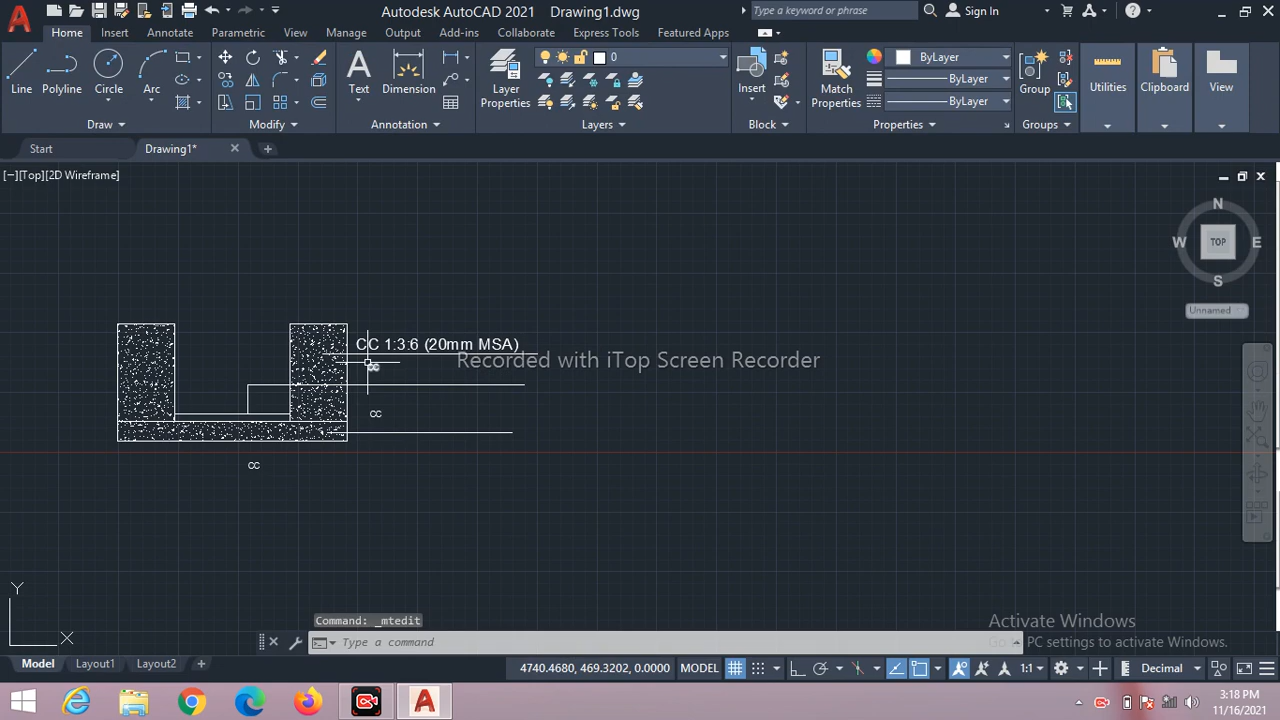 Autodesk AutoCAD 2021 Drawing1.dwg
Type a keyword or phrase
Sign In
Home Insert Annotate Parametric View Manage Output Add-ins Collaborate Express Tools Featured Apps
Line Polyline Circle Arc
Text Dimension
Layer Properties
0
Insert
Match Properties
ByLayer
ByLayer
ByLayer
Group
Utilities
Clipboard
View
Draw Modify Annotation Layers Block Properties Groups
Start Drawing1*
[−][Top][2D Wireframe]
N
W TOP E
S
Unnamed
CC 1:3:6 (20mm MSA)
Recorded with iTop Screen Recorder
CC
CC
CC
Y
X
Command: _mtedit
Type a command
Activate Windows
Go to PC settings to activate Windows.
Model Layout1 Layout2
4740.4680, 469.3202, 0.0000 MODEL
1:1
Decimal
3:18 PM
11/16/2021